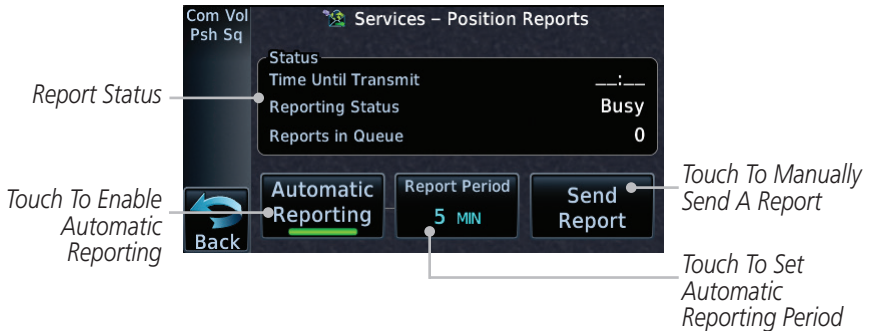 Com Vol
Psh Sq
Services – Position Reports
Status
Time Until Transmit __:__
Reporting Status Busy
Reports in Queue 0
Report Status
Automatic
Reporting
Report Period
5 MIN
Send
Report
Back
Touch To Enable
Automatic
Reporting
Touch To Manually
Send A Report
Touch To Set
Automatic
Reporting Period